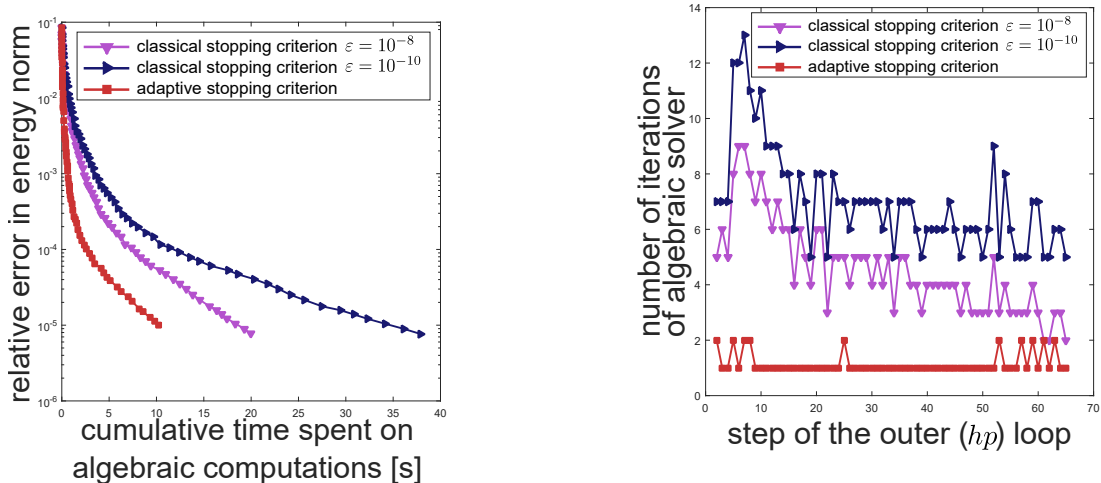 relative error in energy norm
10^-1
10^-2
10^-3
10^-4
10^-5
10^-6
classical stopping criterion ε = 10^-8
classical stopping criterion ε = 10^-10
adaptive stopping criterion
0 5 10 15 20 25 30 35 40
cumulative time spent on
algebraic computations [s]
number of iterations
of algebraic solver
14
12
10
8
6
4
2
0
classical stopping criterion ε = 10^-8
classical stopping criterion ε = 10^-10
adaptive stopping criterion
0 10 20 30 40 50 60 70
step of the outer (hp) loop